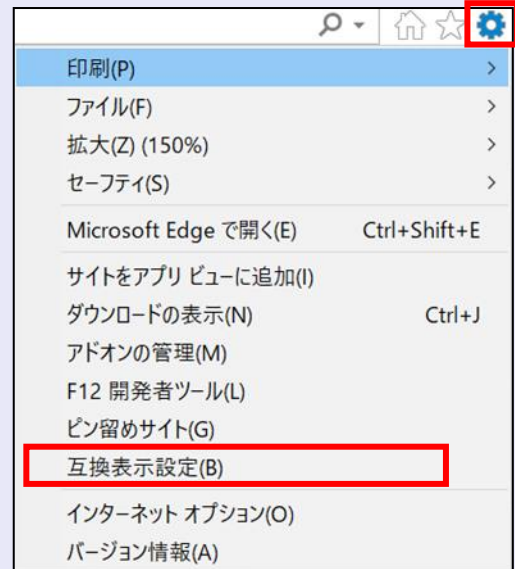 印刷(P)
ファイル(F)
拡大(Z) (150%)
セーフティ(S)
Microsoft Edge で開く(E) Ctrl+Shift+E
サイトをアプリ ビューに追加(I)
ダウンロードの表示(N) Ctrl+J
アドオンの管理(M)
F12 開発者ツール(L)
ピン留めサイト(G)
互換表示設定(B)
インターネット オプション(O)
バージョン情報(A)